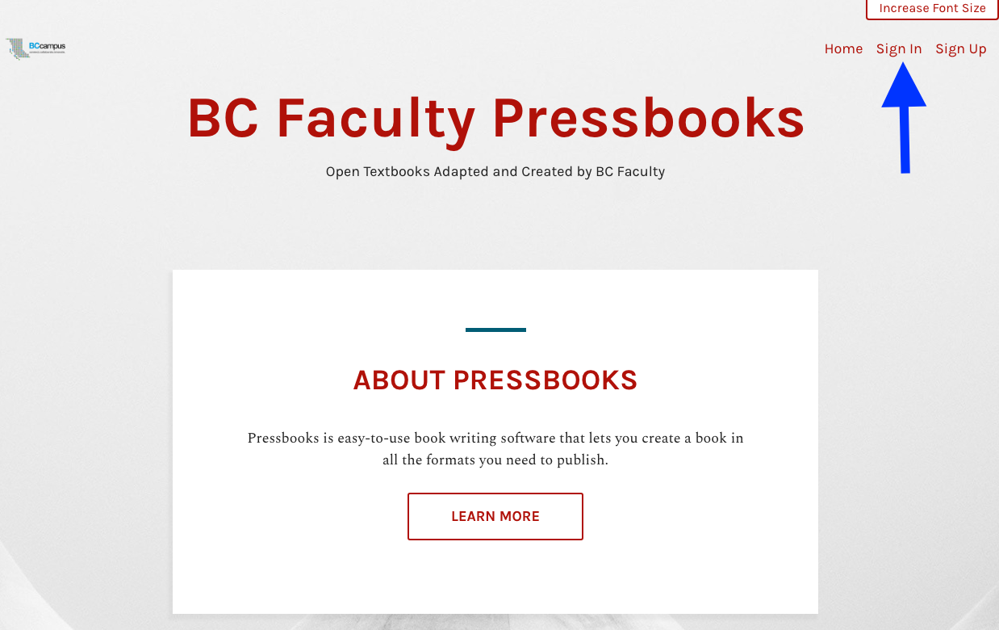 Increase Font Size
BCcampus
Home Sign In Sign Up
BC Faculty Pressbooks
Open Textbooks Adapted and Created by BC Faculty
ABOUT PRESSBOOKS
Pressbooks is easy-to-use book writing software that lets you create a book in
all the formats you need to publish.
LEARN MORE